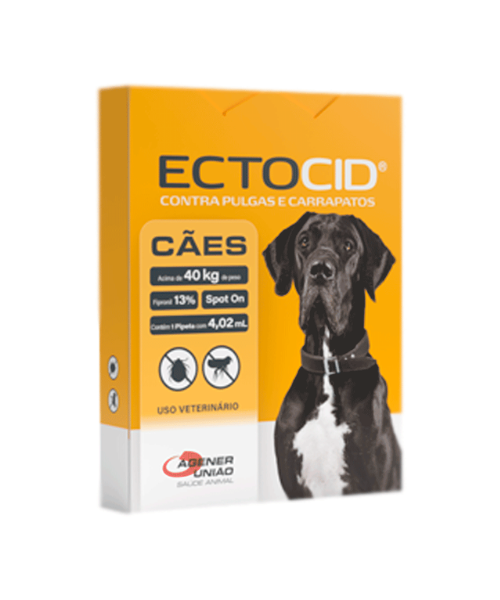 ECTOCID®
CONTRA PULGAS E CARRAPATOS
CÃES
Acima de 40 kg de peso
Fipronil 13% Spot On
Contém 1 Pipeta com 4,02 mL
USO VETERINÁRIO
AGENER
UNIÃO
SAÚDE ANIMAL